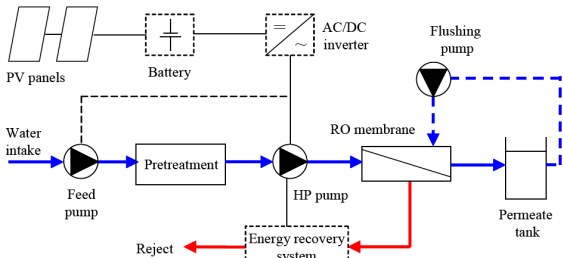 AC/DC
inverter
PV panels
Battery
Flushing
pump
Water
intake
RO membrane
Pretreatment
Feed
pump
HP pump
Permeate
tank
Energy recovery
system
Reject